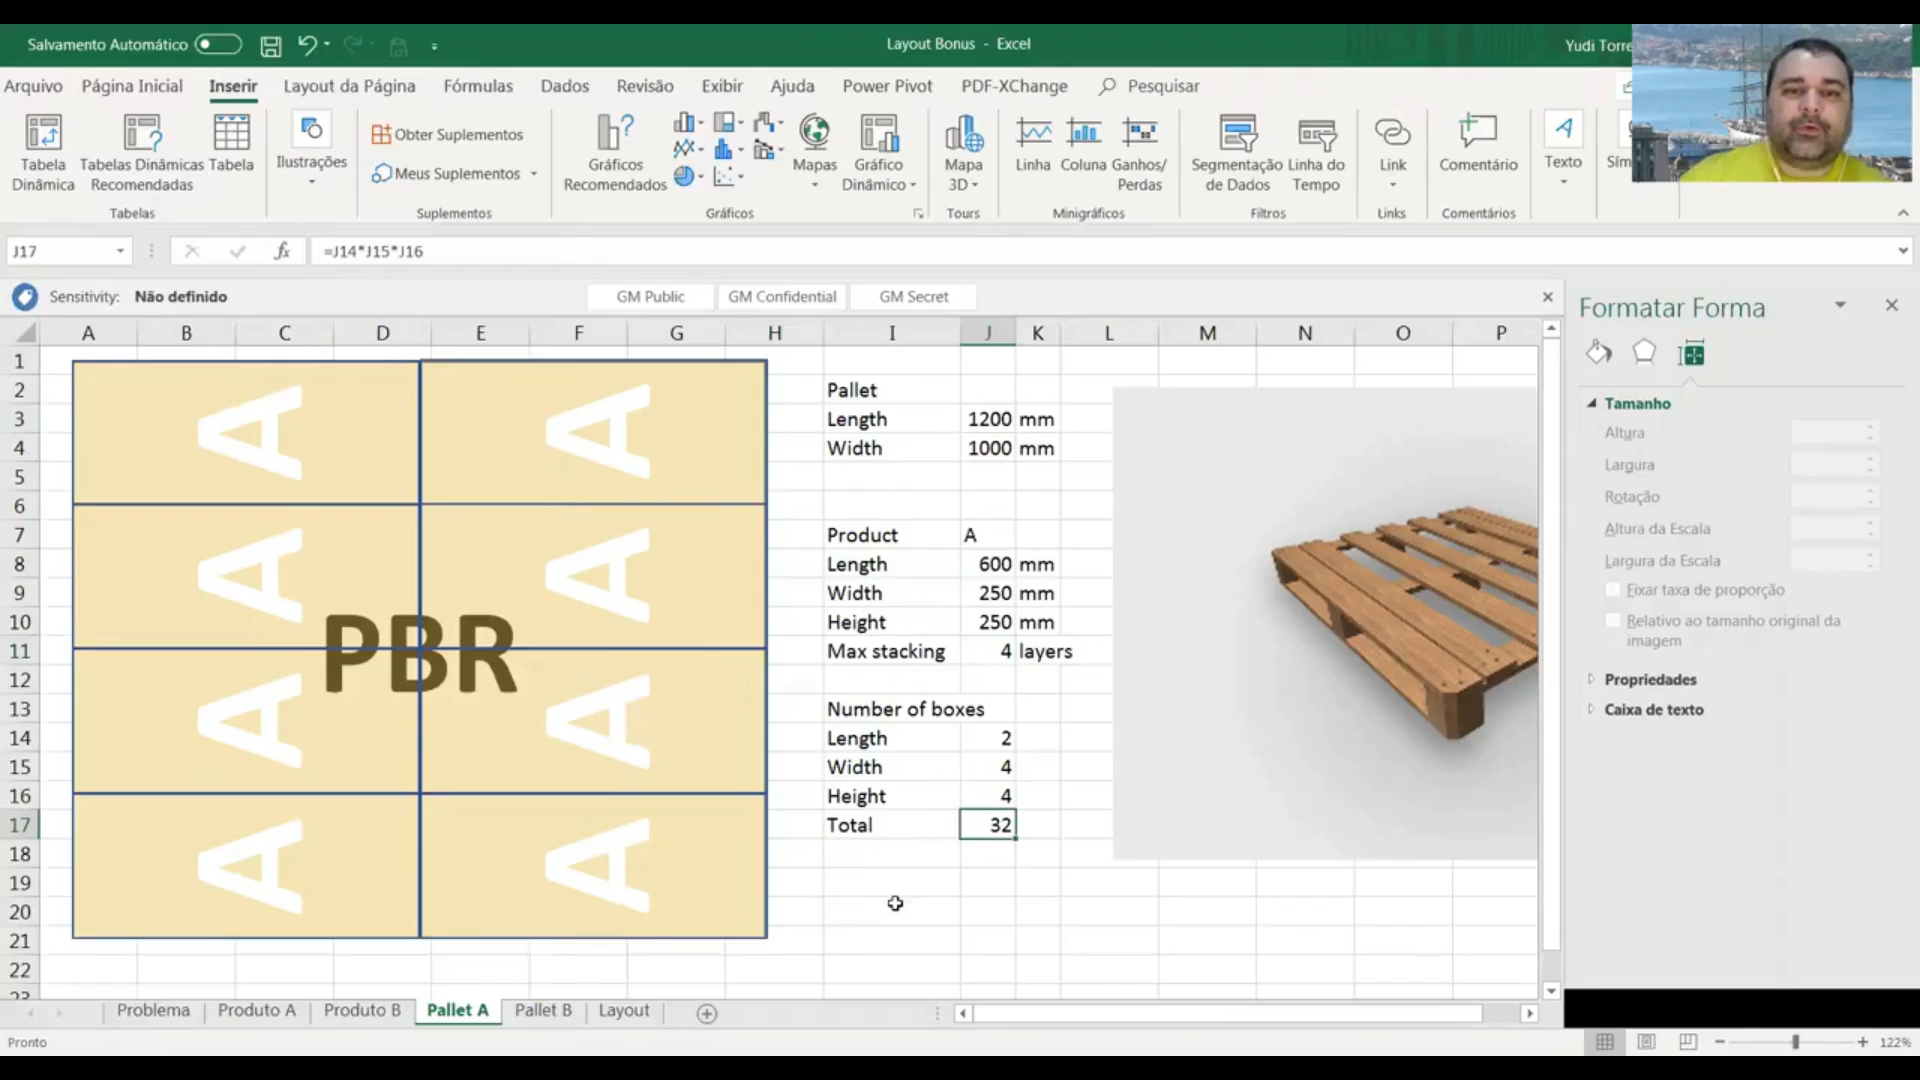 Salvamento Automático
Layout Bonus - Excel
Yudi Torre
Arquivo Página Inicial Inserir Layout da Página Fórmulas Dados Revisão Exibir Ajuda Power Pivot PDF-XChange Pesquisar
Tabela Dinâmica
Tabelas Dinâmicas Recomendadas
Tabela
Tabelas
Ilustrações
Obter Suplementos
Meus Suplementos
Suplementos
Gráficos Recomendados
Mapas
Gráfico Dinâmico
Gráficos
Mapa 3D
Tours
Linha
Coluna
Ganhos/ Perdas
Minigráficos
Segmentação de Dados
Linha do Tempo
Filtros
Link
Links
Comentário
Comentários
Texto
J17
fx
=J14*J15*J16
Sensitivity: Não definido
GM Public GM Confidential GM Secret
A B C D E F G H I J K L M N O P
1
2 Pallet
3 Length 1200 mm
4 Width 1000 mm
5
6
7 Product A
8 Length 600 mm
9 Width 250 mm
10 Height 250 mm
11 Max stacking 4 layers
12
13 Number of boxes
14 Length 2
15 Width 4
16 Height 4
17 Total 32
18
19
20
21
22
23
A A
A A
PBR
A A
A A
Formatar Forma
Tamanho
Altura
Largura
Rotação
Altura da Escala
Largura da Escala
Fixar taxa de proporção
Relativo ao tamanho original da
imagem
Propriedades
Caixa de texto
Problema Produto A Produto B Pallet A Pallet B Layout
Pronto
122%